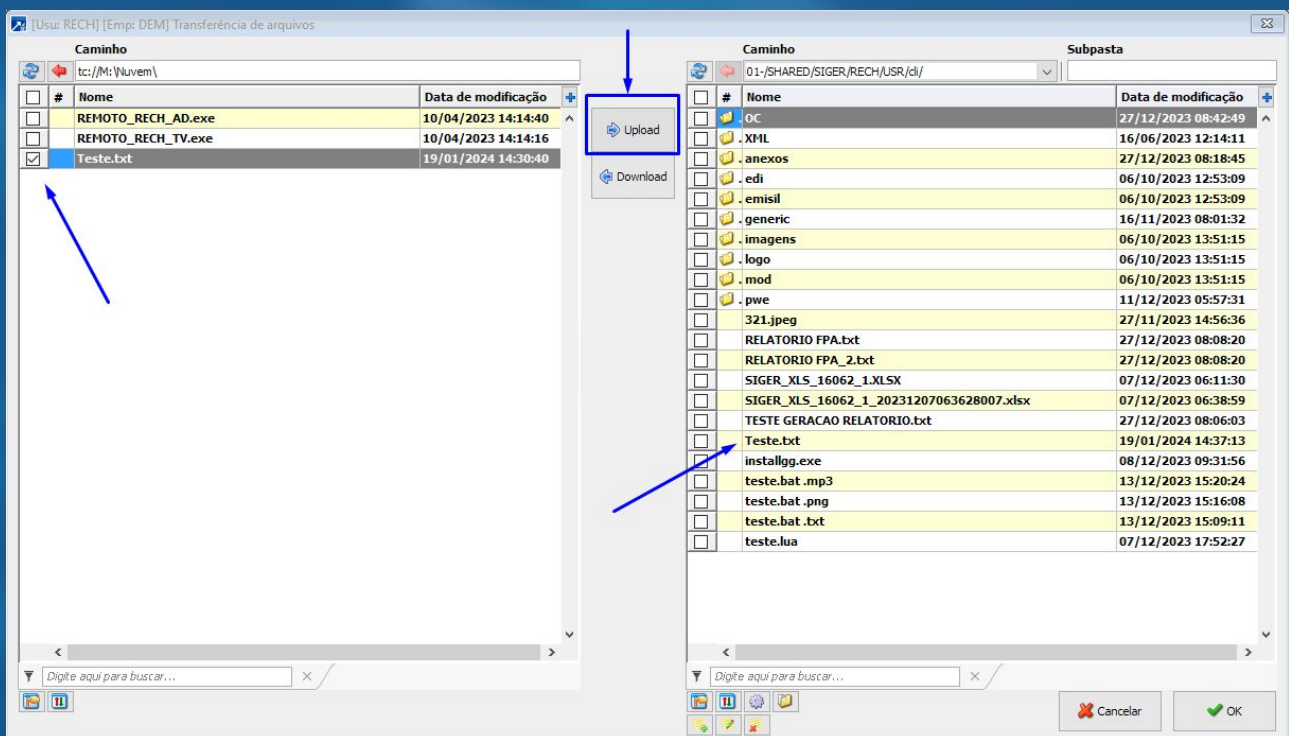 [Usu: RECH] [Emp: DEM] Transferência de arquivos
Caminho
tc://M:\Nuvem\
# Nome Data de modificação
REMOTO_RECH_AD.exe 10/04/2023 14:14:40
REMOTO_RECH_TV.exe 10/04/2023 14:14:16
Teste.txt 19/01/2024 14:30:40
Digite aqui para buscar...
Upload
Download
Caminho Subpasta
01-/SHARED/SIGER/RECH/USR/cli/
# Nome Data de modificação
.OC 27/12/2023 08:42:49
.XML 16/06/2023 12:14:11
.anexos 27/12/2023 08:18:45
.edi 06/10/2023 12:53:09
.emisil 06/10/2023 12:53:09
.generic 16/11/2023 08:01:32
.imagens 06/10/2023 13:51:15
.logo 06/10/2023 13:51:15
.mod 06/10/2023 13:51:15
.pwe 11/12/2023 05:57:31
321.jpeg 27/11/2023 14:56:36
RELATORIO FPA.txt 27/12/2023 08:08:20
RELATORIO FPA_2.txt 27/12/2023 08:08:20
SIGER_XLS_16062_1.XLSX 07/12/2023 06:11:30
SIGER_XLS_16062_1_20231207063628007.xlsx 07/12/2023 06:38:59
TESTE GERACAO RELATORIO.txt 27/12/2023 08:06:03
Teste.txt 19/01/2024 14:37:13
installgg.exe 08/12/2023 09:31:56
teste.bat .mp3 13/12/2023 15:20:24
teste.bat .png 13/12/2023 15:16:08
teste.bat .txt 13/12/2023 15:09:11
teste.lua 07/12/2023 17:52:27
Digite aqui para buscar...
Cancelar OK